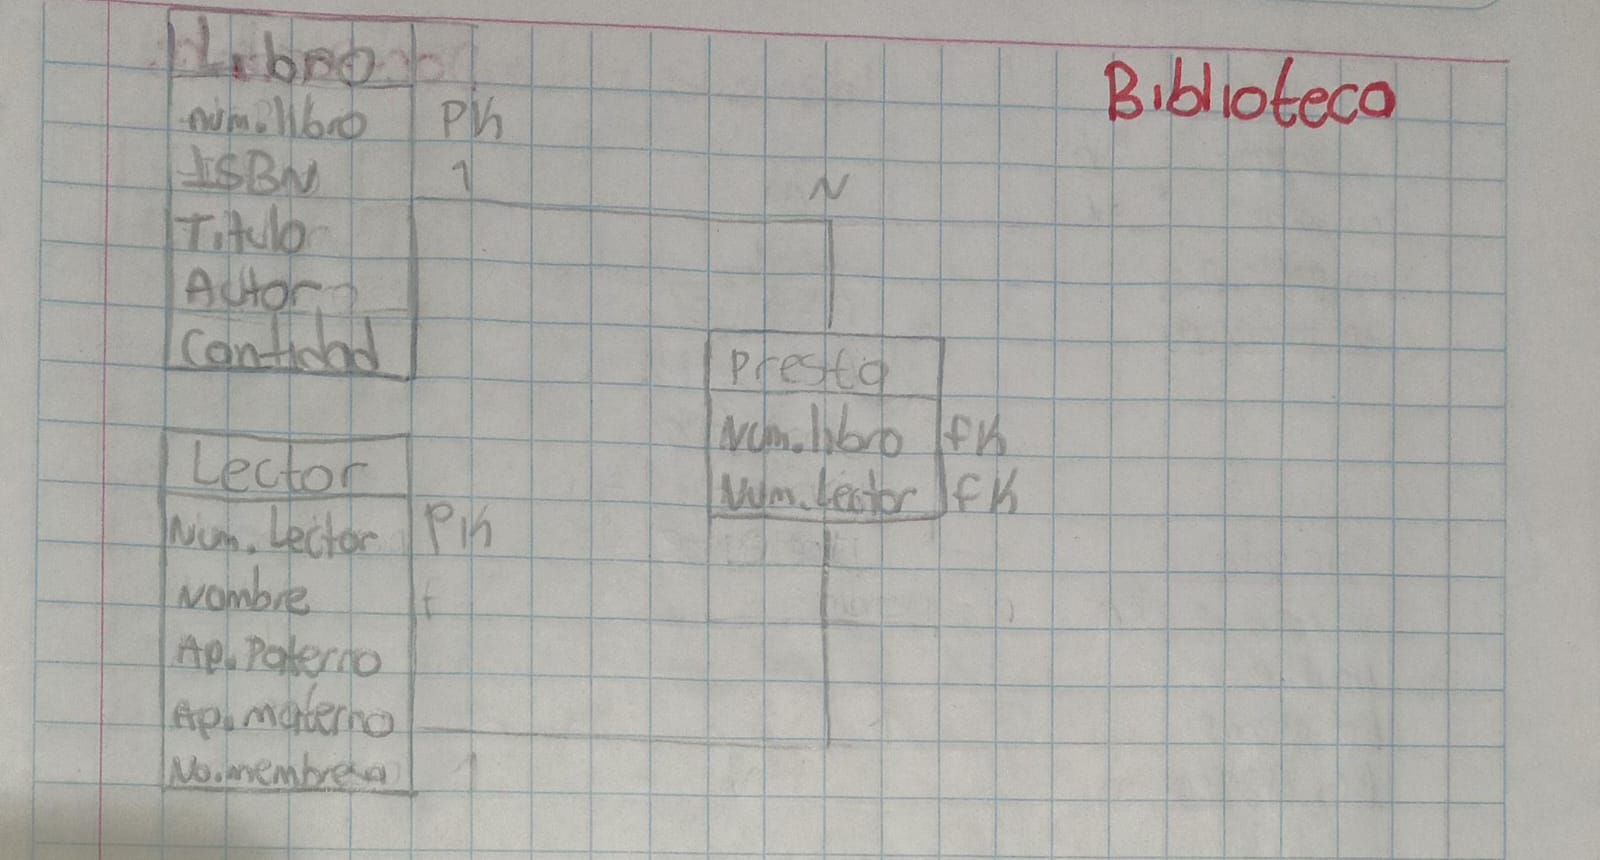 Biblioteca
Libro
num.libro PK
ISBN 1
Titulo
Autor
Cantidad
N
Presta
Num.libro fK
Num.Lector fK
Lector
Num. Lector PK
Nombre
Ap. Paterno
Ap. materno
No.membresia 1